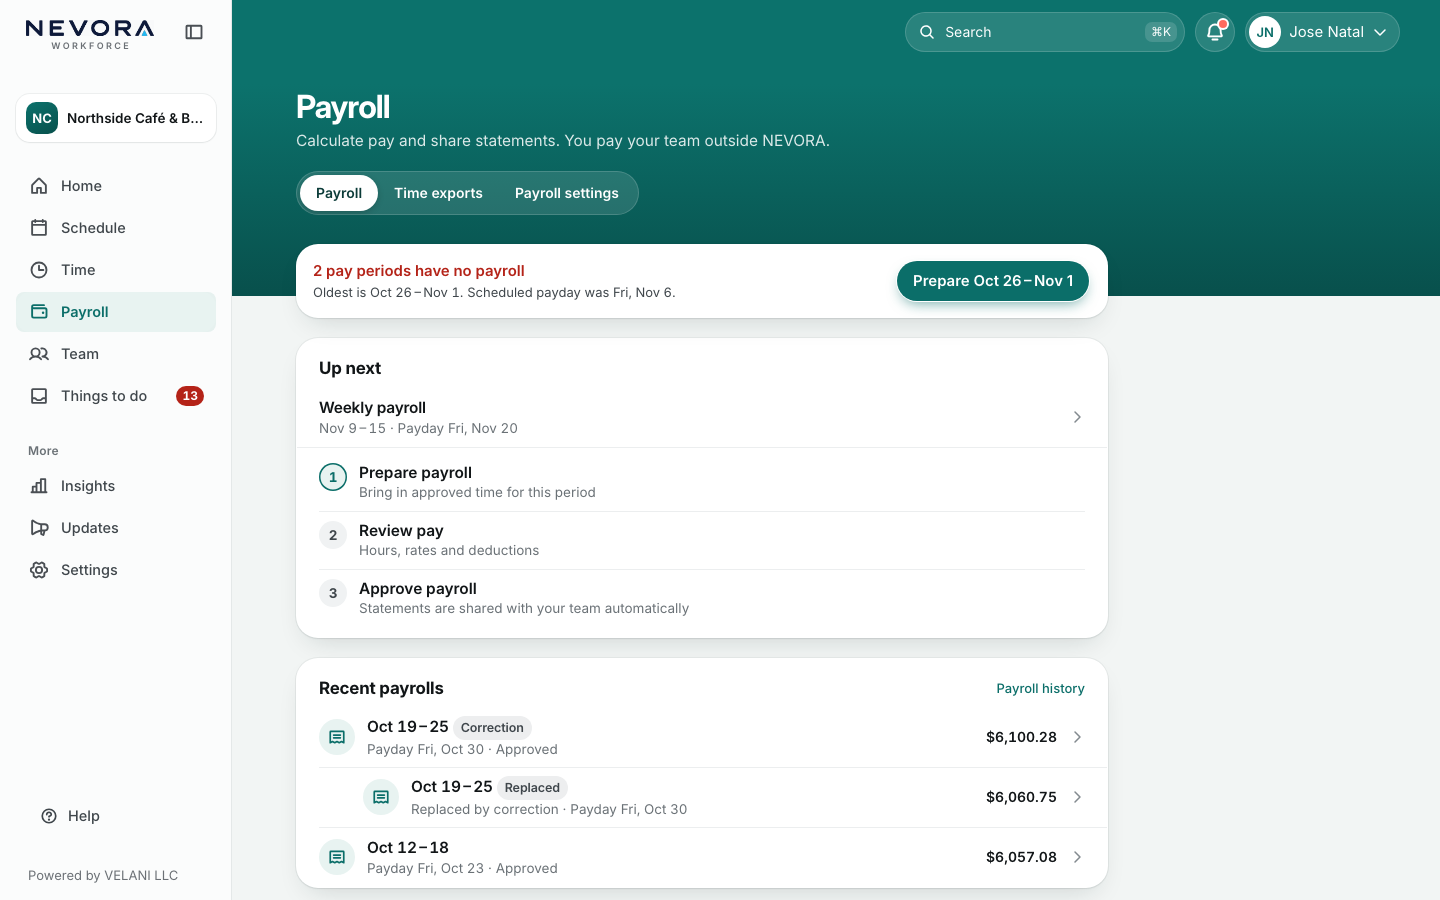 NEVORA
WORKFORCE
Search
⌘K
JN
Jose Natal
NC
Northside Café & B...
Home
Schedule
Time
Payroll
Team
Things to do
13
More
Insights
Updates
Settings
Help
Powered by VELANI LLC
Payroll
Calculate pay and share statements. You pay your team outside NEVORA.
Payroll
Time exports
Payroll settings
2 pay periods have no payroll
Oldest is Oct 26–Nov 1. Scheduled payday was Fri, Nov 6.
Prepare Oct 26–Nov 1
Up next
Weekly payroll
Nov 9–15 · Payday Fri, Nov 20
1
Prepare payroll
Bring in approved time for this period
2
Review pay
Hours, rates and deductions
3
Approve payroll
Statements are shared with your team automatically
Recent payrolls
Payroll history
Oct 19–25 Correction
Payday Fri, Oct 30 · Approved
$6,100.28
Oct 19–25 Replaced
Replaced by correction · Payday Fri, Oct 30
$6,060.75
Oct 12–18
Payday Fri, Oct 23 · Approved
$6,057.08